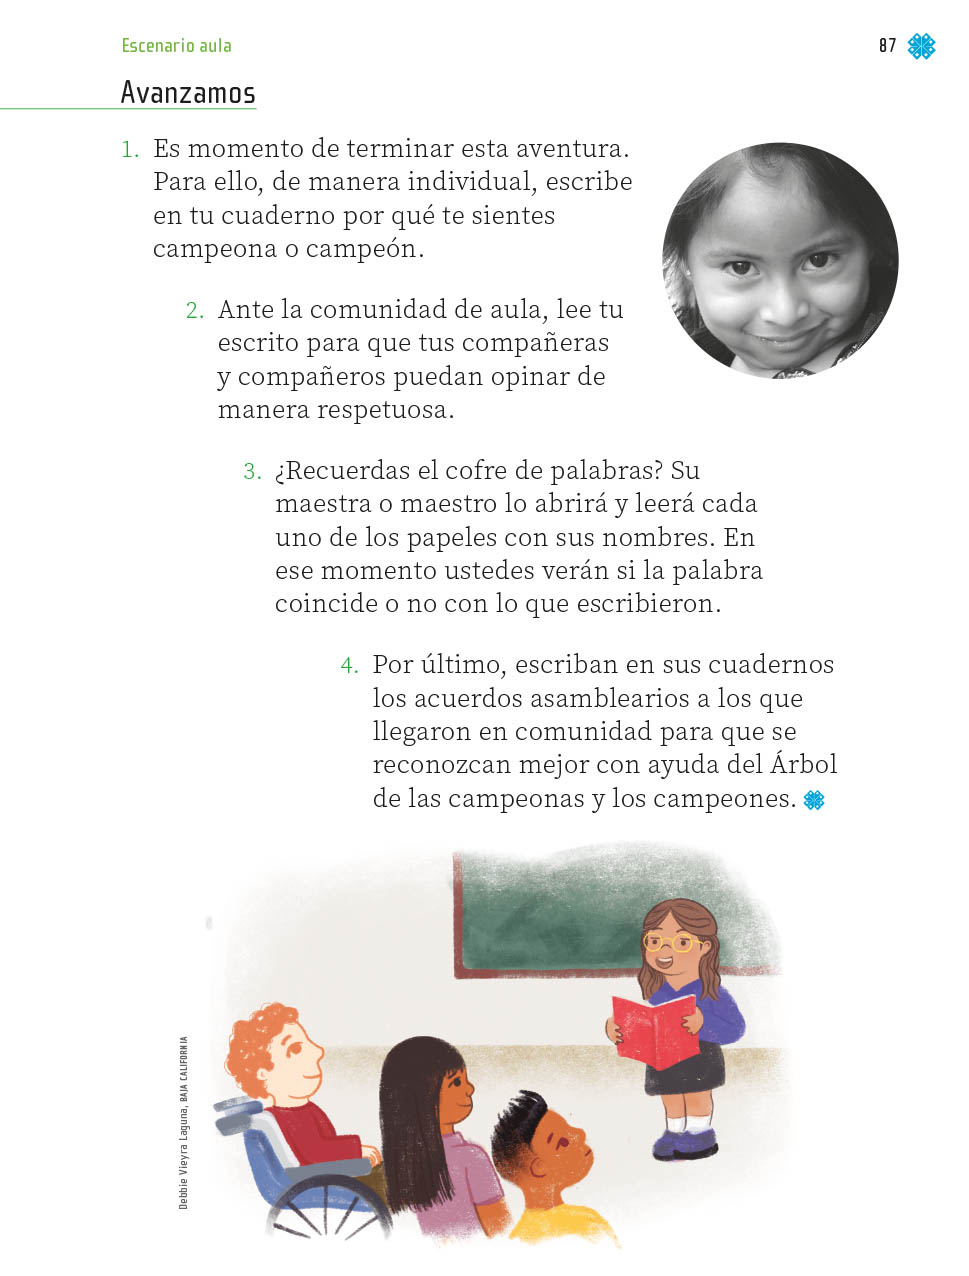 Escenario aula
87
Avanzamos
1. Es momento de terminar esta aventura.
Para ello, de manera individual, escribe
en tu cuaderno por qué te sientes
campeona o campeón.
2. Ante la comunidad de aula, lee tu
escrito para que tus compañeras
y compañeros puedan opinar de
manera respetuosa.
3. ¿Recuerdas el cofre de palabras? Su
maestra o maestro lo abrirá y leerá cada
uno de los papeles con sus nombres. En
ese momento ustedes verán si la palabra
coincide o no con lo que escribieron.
4. Por último, escriban en sus cuadernos
los acuerdos asamblearios a los que
llegaron en comunidad para que se
reconozcan mejor con ayuda del Árbol
de las campeonas y los campeones.
Debbie Vieyra Laguna, BAJA CALIFORNIA